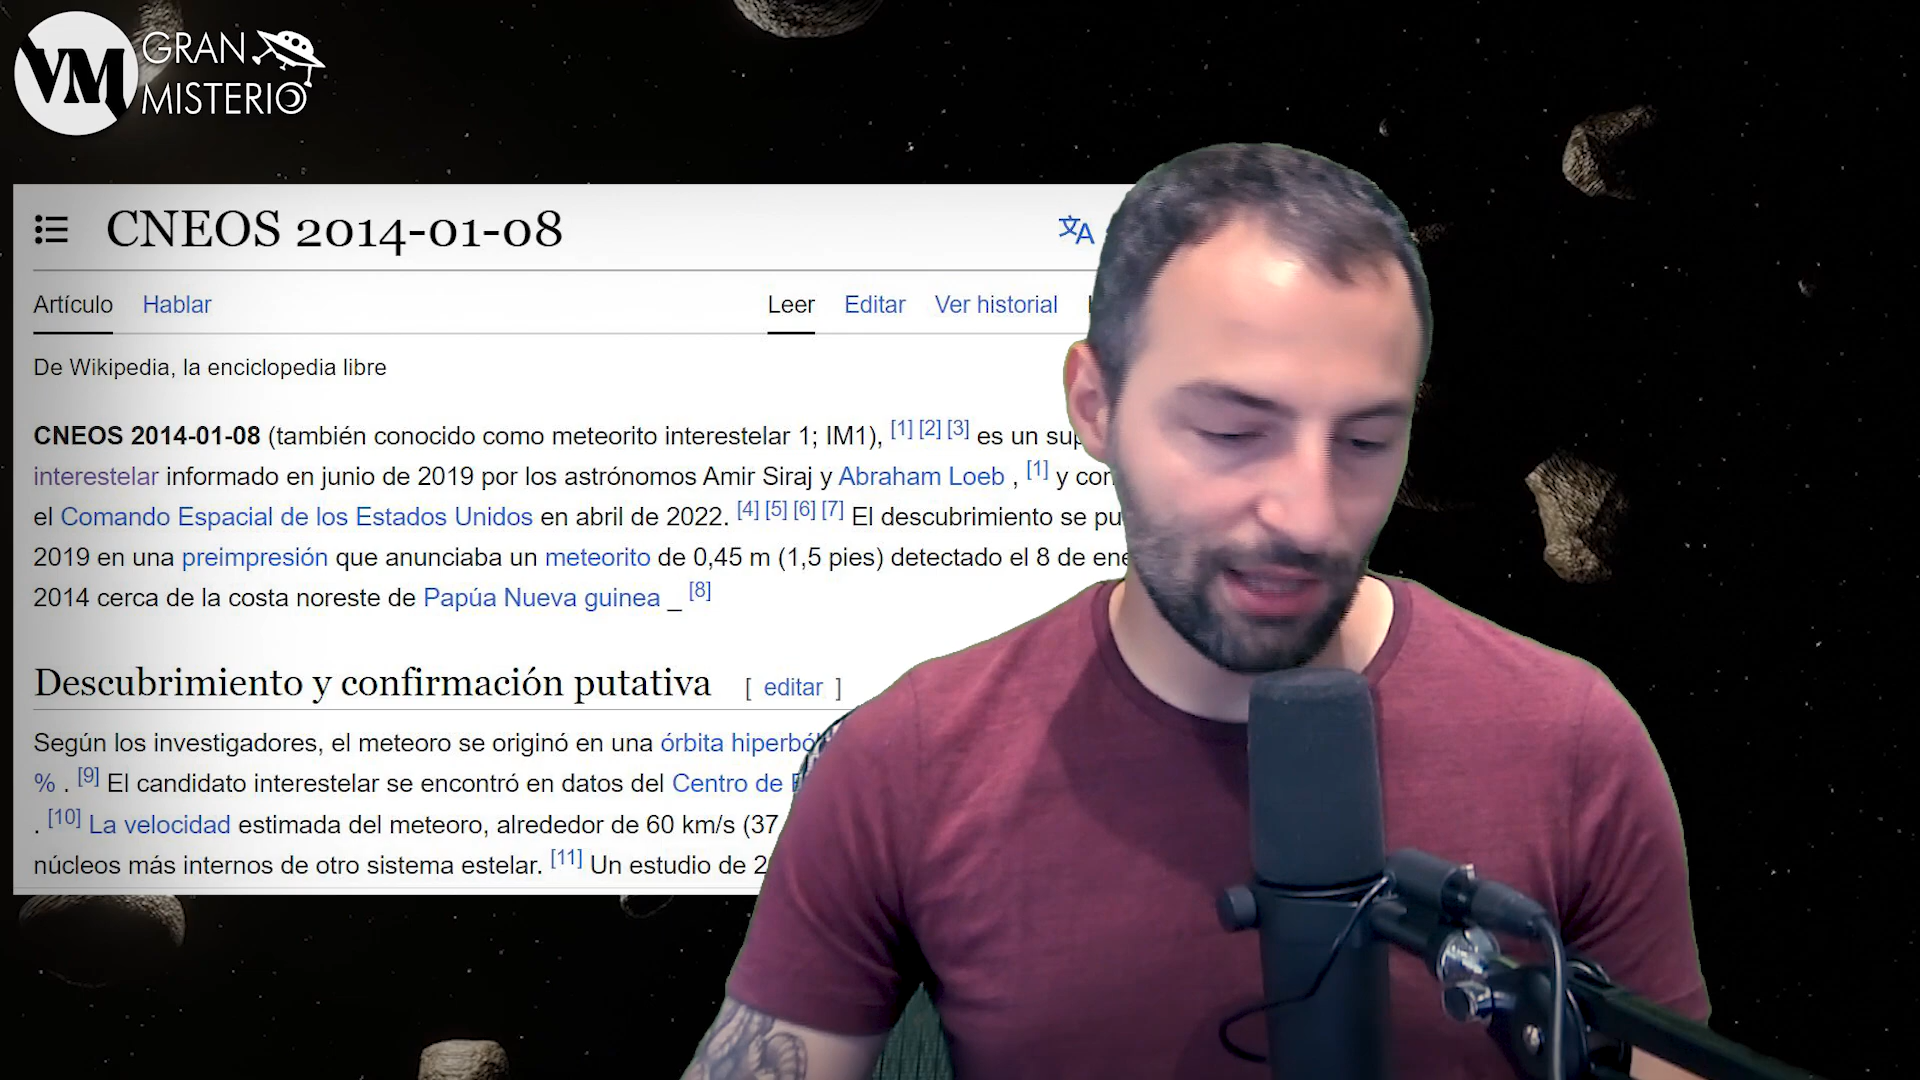 VM GRAN
MISTERIO
CNEOS 2014-01-08
文A
Artículo Hablar Leer Editar Ver historial
De Wikipedia, la enciclopedia libre
CNEOS 2014-01-08 (también conocido como meteorito interestelar 1; IM1), [1] [2] [3] es un
interestelar informado en junio de 2019 por los astrónomos Amir Siraj y Abraham Loeb , [1] y
el Comando Espacial de los Estados Unidos en abril de 2022. [4] [5] [6] [7] El descubrimiento se
2019 en una preimpresión que anunciaba un meteorito de 0,45 m (1,5 pies) detectado el 8 de
2014 cerca de la costa noreste de Papúa Nueva guinea _ [8]
Descubrimiento y confirmación putativa [ editar ]
Según los investigadores, el meteoro se originó en una órbita
% . [9] El candidato interestelar se encontró en datos del Centro de
. [10] La velocidad estimada del meteoro, alrededor de 60 km/s (37
núcleos más internos de otro sistema estelar. [11] Un estudio de